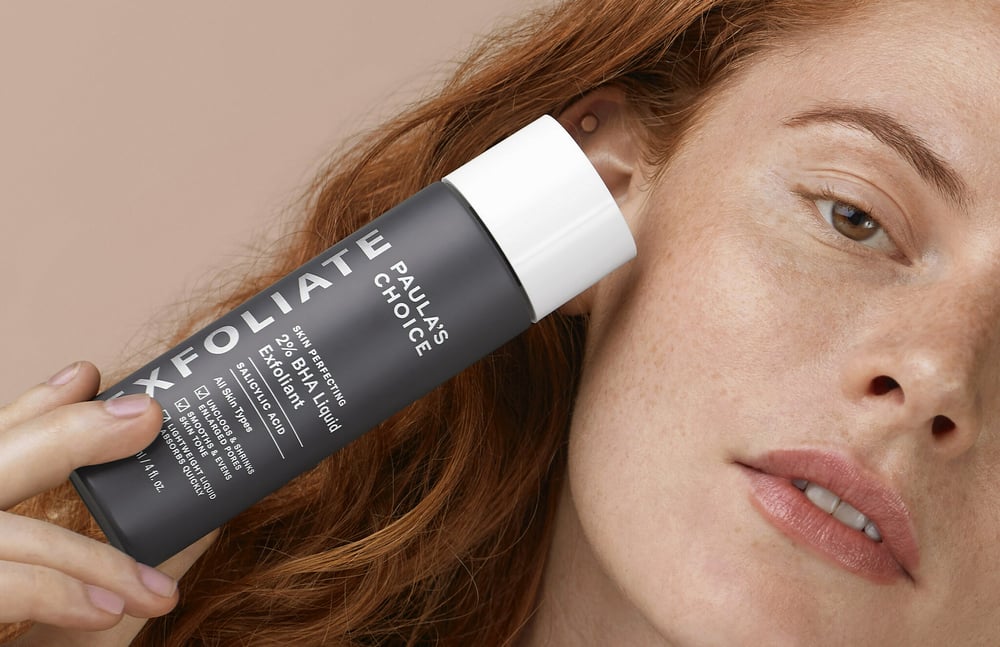 PAULA'S
CHOICE
XFOLIATE
SKIN PERFECTING
2% BHA Liquid
Exfoliant
SALICYLIC ACID
All Skin Types
UNCLOGS & SHRINKS
ENLARGED PORES
SMOOTHS & EVENS
SKIN TONE
LIGHTWEIGHT LIQUID
ABSORBS QUICKLY
4 fl. oz.